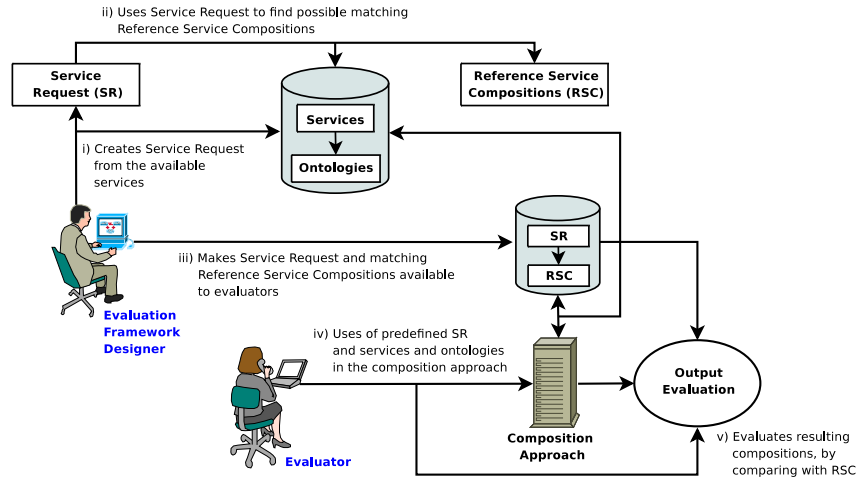 ii) Uses Service Request to find possible matching
Reference Service Compositions
Service
Request (SR)
Reference Service
Compositions (RSC)
Services
Ontologies
i) Creates Service Request
from the available
services
SR
RSC
iii) Makes Service Request and matching
Reference Service Compositions available
to evaluators
Evaluation
Framework
Designer
iv) Uses of predefined SR
and services and ontologies
in the composition approach
Output
Evaluation
Composition
Approach
Evaluator
v) Evaluates resulting
compositions, by
comparing with RSC